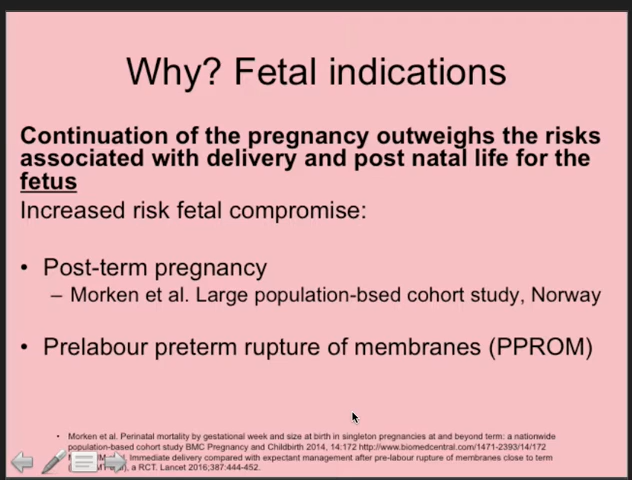 Why? Fetal indications
Continuation of the pregnancy outweighs the risks
associated with delivery and post natal life for the
fetus
Increased risk fetal compromise:
• Post-term pregnancy
– Morken et al. Large population-bsed cohort study, Norway
• Prelabour preterm rupture of membranes (PPROM)
• Morken et al. Perinatal mortality by gestational week and size at birth in singleton pregnancies at and beyond term: a nationwide
population-based cohort study BMC Pregnancy and Childbirth 2014, 14:172 http://www.biomedcentral.com/1471-2393/14/172
Immediate delivery compared with expectant management after pre-labour rupture of membranes close to term
a RCT. Lancet 2016;387:444-452.